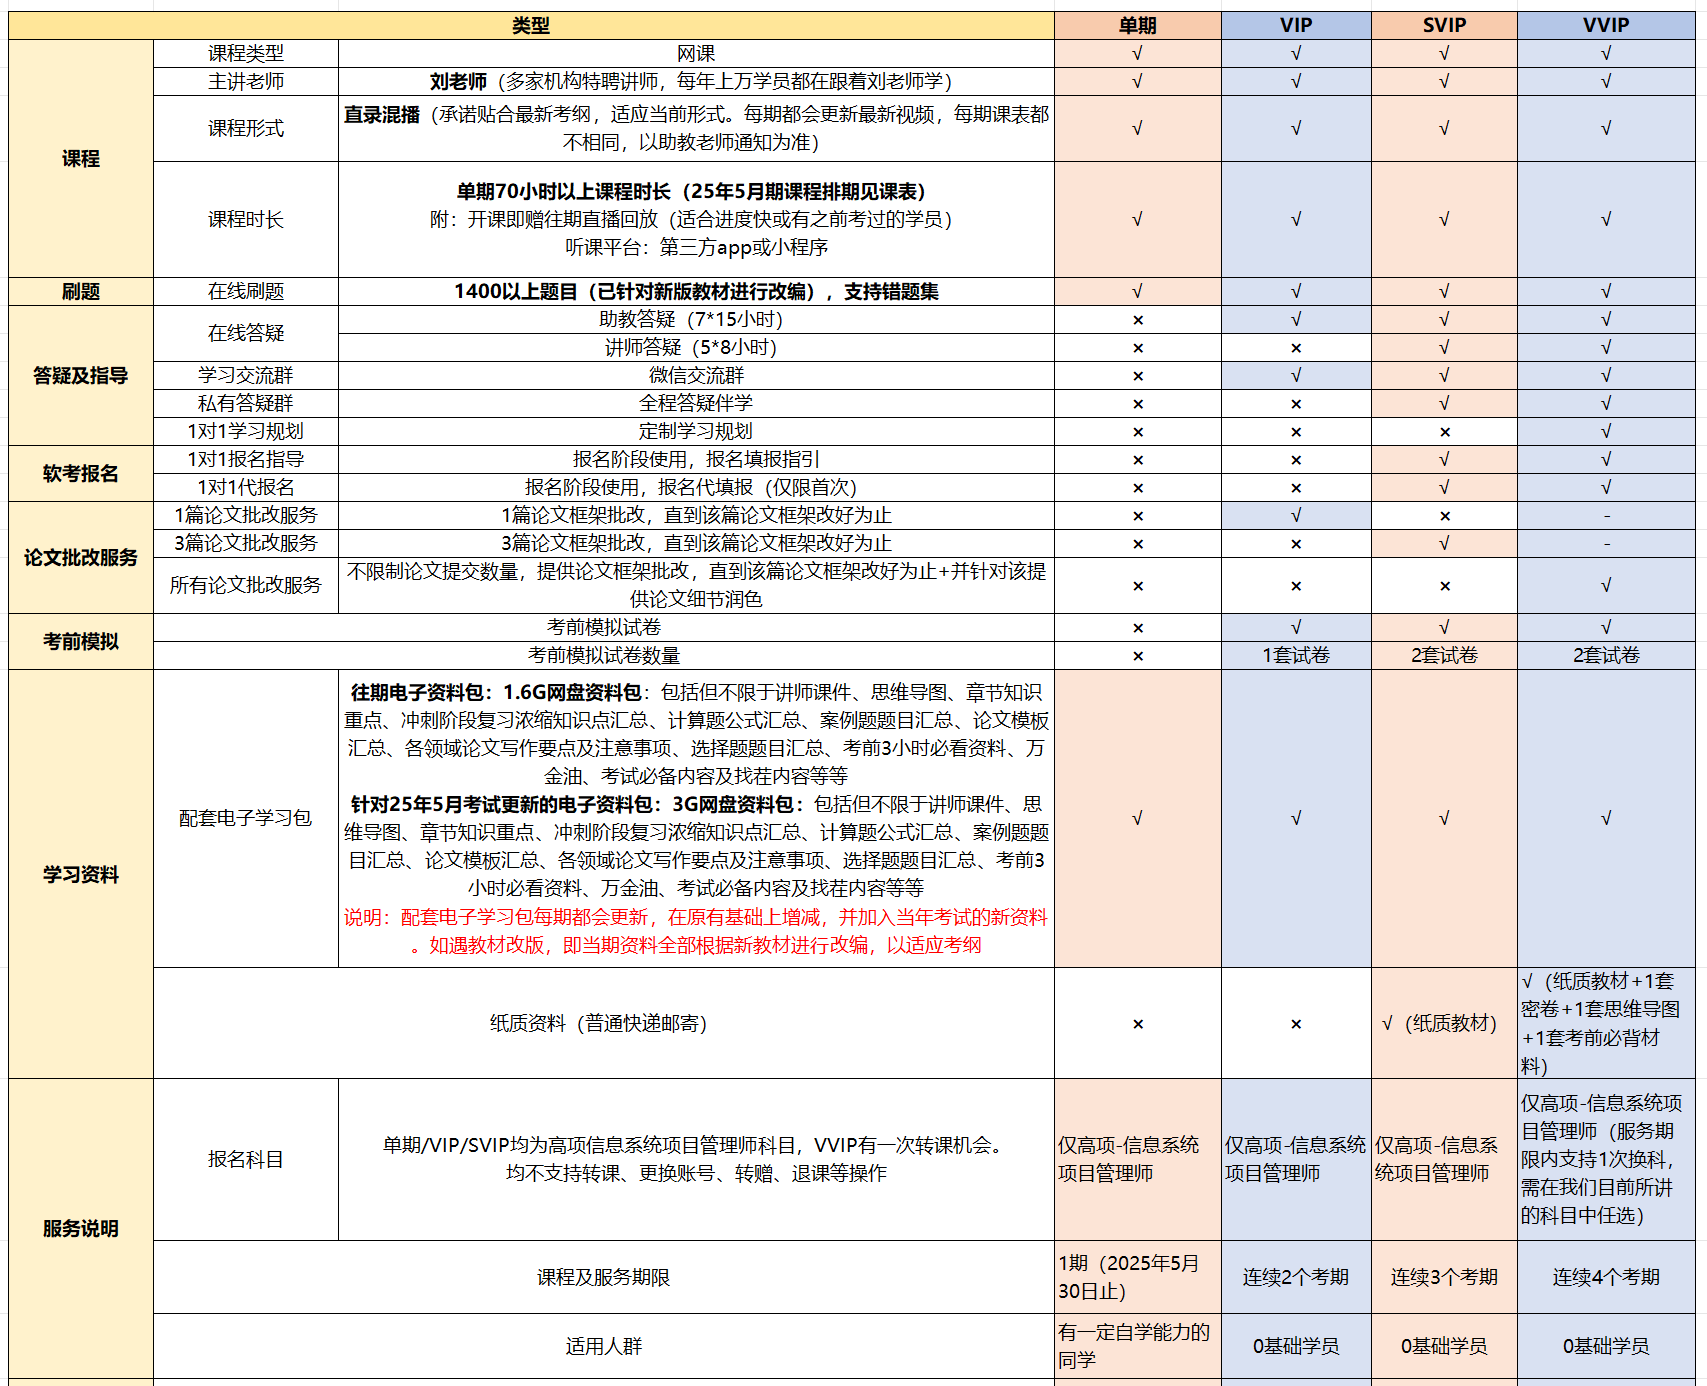 类型 单期 VIP SVIP VVIP
课程
课程类型 网课 √ √ √ √
主讲老师 刘老师（多家机构特聘讲师，每年上万学员都在跟着刘老师学） √ √ √ √
课程形式
直录混播（承诺贴合最新考纲，适应当前形式。每期都会更新最新视频，每期课表都
不相同，以助教老师通知为准）
√ √ √ √
课程时长
单期70小时以上课程时长（25年5月期课程排期见课表）
附：开课即赠往期直播回放（适合进度快或有之前考过的学员）
听课平台：第三方app或小程序
√ √ √ √
刷题 在线刷题 1400以上题目（已针对新版教材进行改编），支持错题集 √ √ √ √
答疑及指导
在线答疑
助教答疑（7*15小时） × √ √ √
讲师答疑（5*8小时） × × √ √
学习交流群 微信交流群 × √ √ √
私有答疑群 全程答疑伴学 × × √ √
1对1学习规划 定制学习规划 × × × √
软考报名
1对1报名指导 报名阶段使用，报名填报指引 × × √ √
1对1代报名 报名阶段使用，报名代填报（仅限首次） × × √ √
论文批改服务
1篇论文批改服务 1篇论文框架批改，直到该篇论文框架改好为止 × √ × -
3篇论文批改服务 3篇论文框架批改，直到该篇论文框架改好为止 × × √ -
所有论文批改服务
不限制论文提交数量，提供论文框架批改，直到该篇论文框架改好为止+并针对该提
供论文细节润色
× × × √
考前模拟
考前模拟试卷 × √ √ √
考前模拟试卷数量 × 1套试卷 2套试卷 2套试卷
学习资料
配套电子学习包
往期电子资料包：1.6G网盘资料包：包括但不限于讲师课件、思维导图、章节知识
重点、冲刺阶段复习浓缩知识点汇总、计算题公式汇总、案例题题目汇总、论文模板
汇总、各领域论文写作要点及注意事项、选择题题目汇总、考前3小时必看资料、万
金油、考试必备内容及找茬内容等等
针对25年5月考试更新的电子资料包：3G网盘资料包：包括但不限于讲师课件、思
维导图、章节知识重点、冲刺阶段复习浓缩知识点汇总、计算题公式汇总、案例题题
目汇总、论文模板汇总、各领域论文写作要点及注意事项、选择题题目汇总、考前3
小时必看资料、万金油、考试必备内容及找茬内容等等
说明：配套电子学习包每期都会更新，在原有基础上增减，并加入当年考试的新资料
。如遇教材改版，即当期资料全部根据新教材进行改编，以适应考纲
√ √ √ √
纸质资料（普通快递邮寄） × × √（纸质教材）
√（纸质教材+1套
密卷+1套思维导图
+1套考前必背材
料）
服务说明
报名科目
单期/VIP/SVIP均为高项信息系统项目管理师科目，VVIP有一次转课机会。
均不支持转课、更换账号、转赠、退课等操作
仅高项-信息系统
项目管理师
仅高项-信息系统
项目管理师
仅高项-信息系
统项目管理师
仅高项-信息系统项
目管理师（服务期
限内支持1次换科，
需在我们目前所讲
的科目中任选）
课程及服务期限
1期（2025年5月
30日止）
连续2个考期 连续3个考期 连续4个考期
适用人群
有一定自学能力的
同学
0基础学员 0基础学员 0基础学员